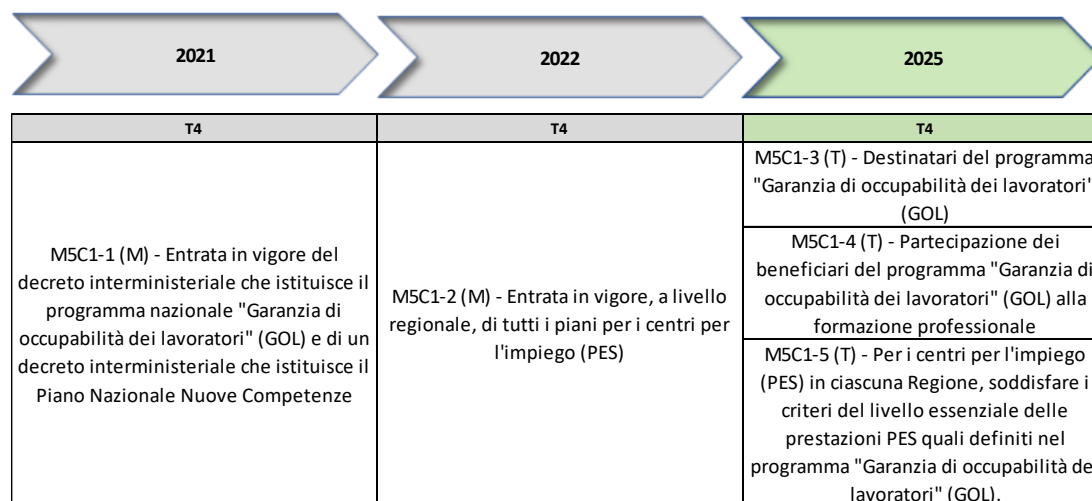 2021
2022
2025
T4
T4
T4
M5C1-1 (M) - Entrata in vigore del
decreto interministeriale che istituisce il
programma nazionale "Garanzia di
occupabilità dei lavoratori" (GOL) e di un
decreto interministeriale che istituisce il
Piano Nazionale Nuove Competenze
M5C1-2 (M) - Entrata in vigore, a livello
regionale, di tutti i piani per i centri per
l'impiego (PES)
M5C1-3 (T) - Destinatari del programma
"Garanzia di occupabilità dei lavoratori"
(GOL)
M5C1-4 (T) - Partecipazione dei
beneficiari del programma "Garanzia di
occupabilità dei lavoratori" (GOL) alla
formazione professionale
M5C1-5 (T) - Per i centri per l'impiego
(PES) in ciascuna Regione, soddisfare i
criteri del livello essenziale delle
prestazioni PES quali definiti nel
programma "Garanzia di occupabilità de
lavoratori" (GOL).